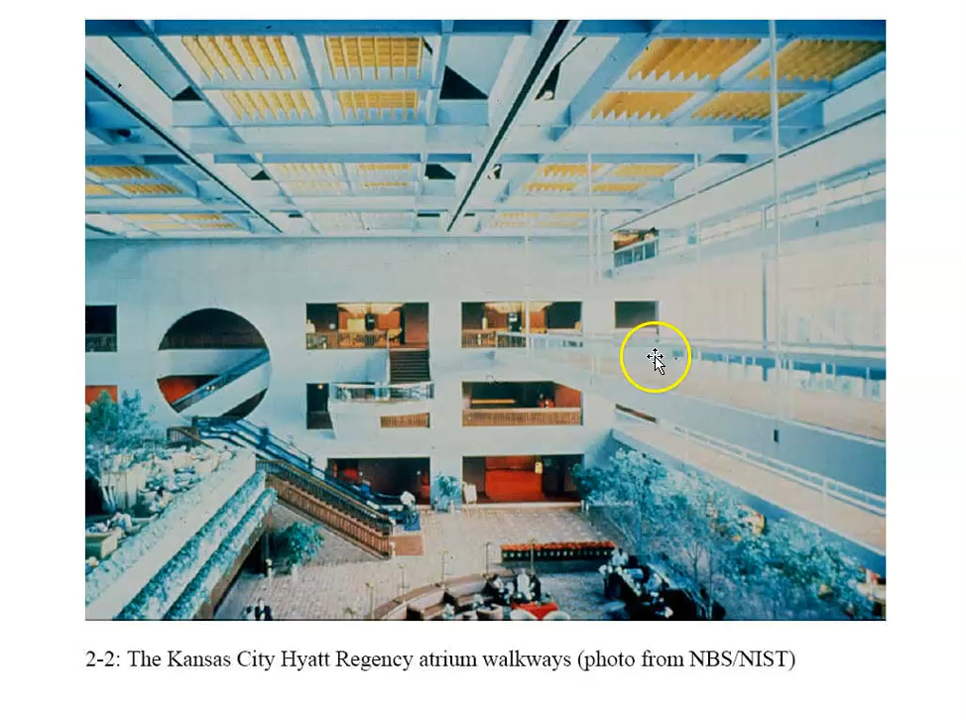 2-2: The Kansas City Hyatt Regency atrium walkways (photo from NBS/NIST)